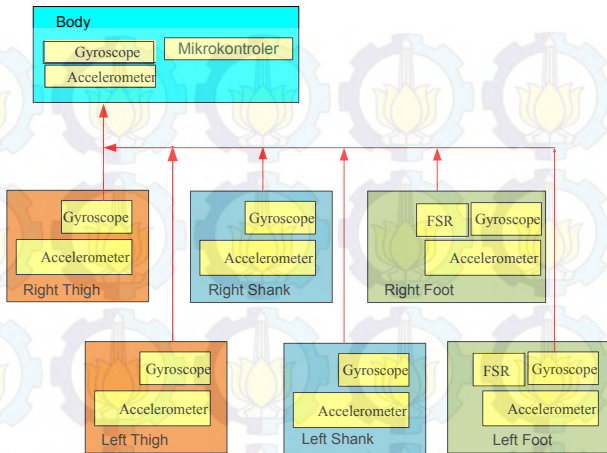 Body
Gyroscope
Mikrokontroler
Accelerometer
Gyroscope
Accelerometer
Right Thigh
Gyroscope
Accelerometer
Right Shank
FSR
Gyroscope
Accelerometer
Right Foot
Gyroscope
Accelerometer
Left Thigh
Gyroscope
Accelerometer
Left Shank
FSR
Gyroscope
Accelerometer
Left Foot